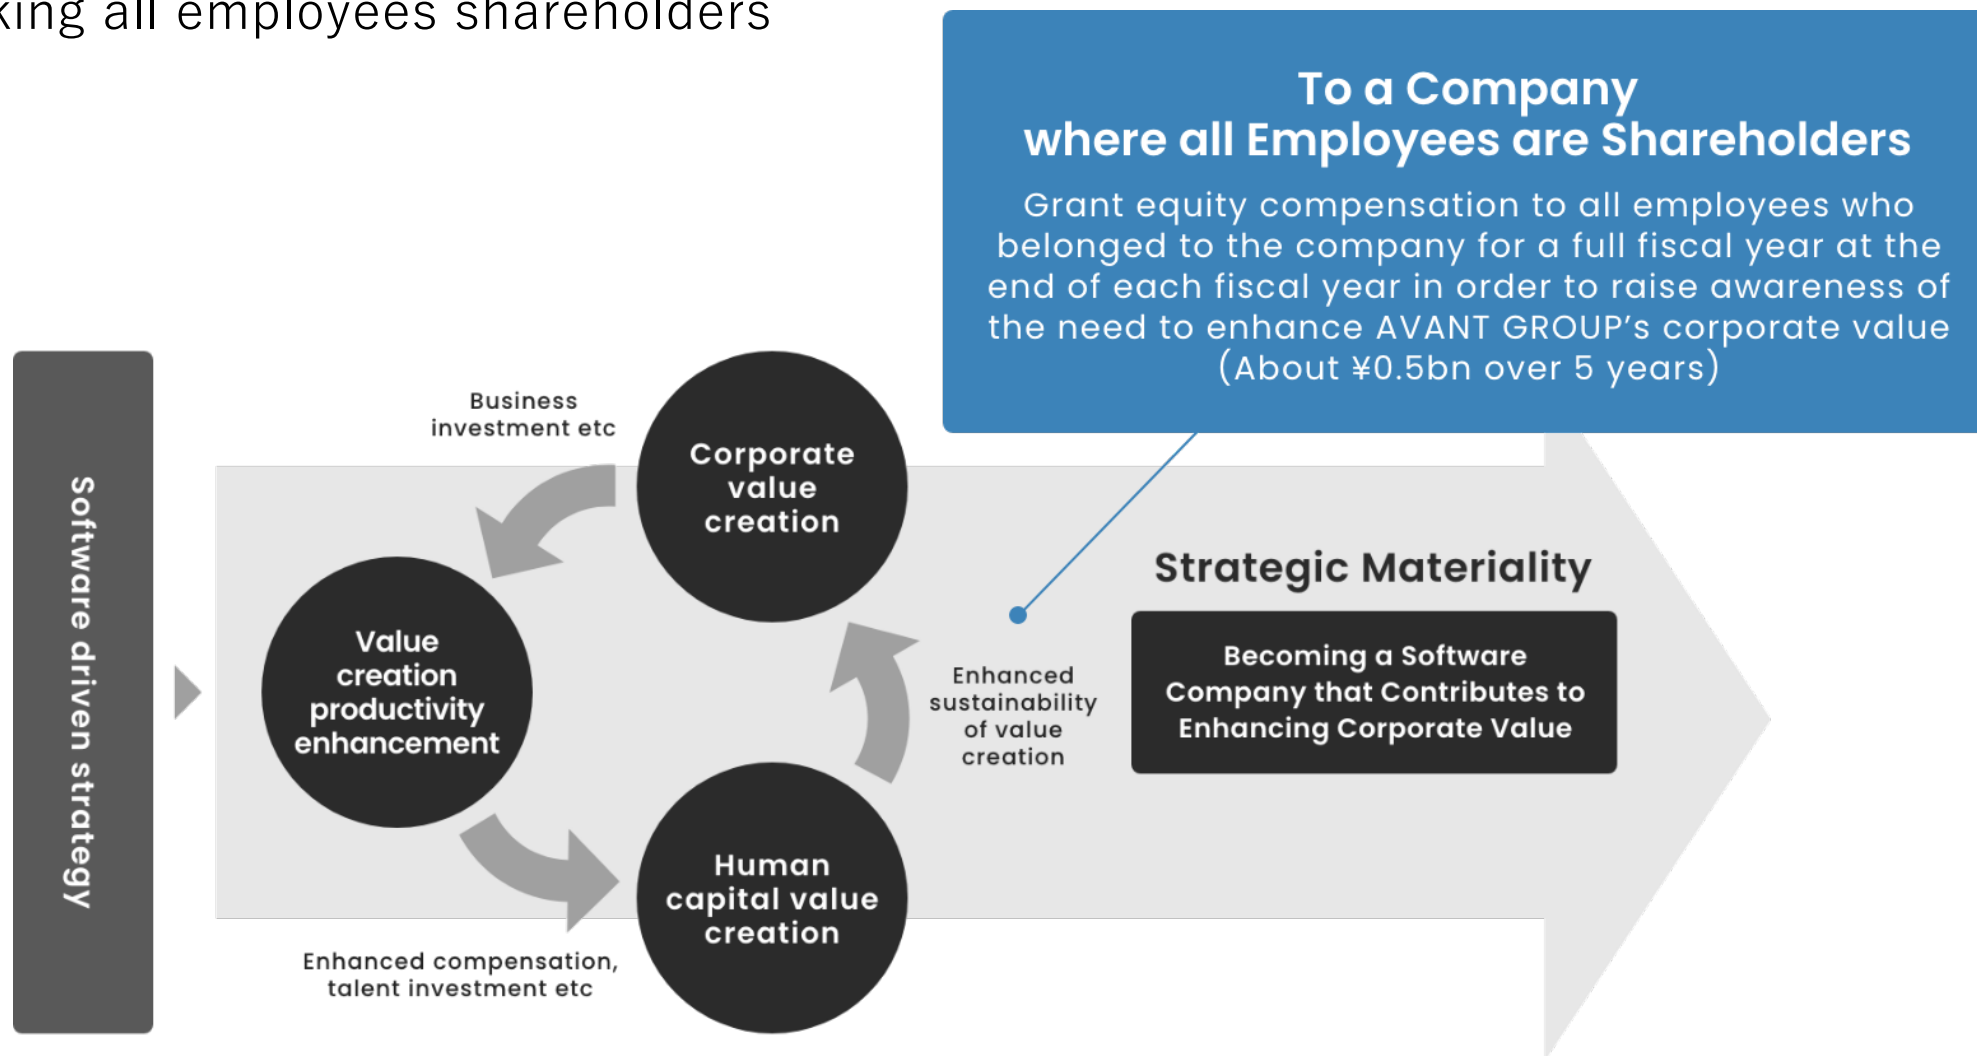 all employees shareholders
To a Company
where all Employees are Shareholders
Grant equity compensation to all employees who
belonged to the company for a full fiscal year at the
end of each fiscal year in order to raise awareness of
the need to enhance AVANT GROUP’s corporate value
(About ¥0.5bn over 5 years)
Software driven strategy
Business
investment etc
Corporate
value
creation
Value
creation
productivity
enhancement
Human
capital value
creation
Enhanced compensation,
talent investment etc
Enhanced
sustainability
of value
creation
Strategic Materiality
Becoming a Software
Company that Contributes to
Enhancing Corporate Value